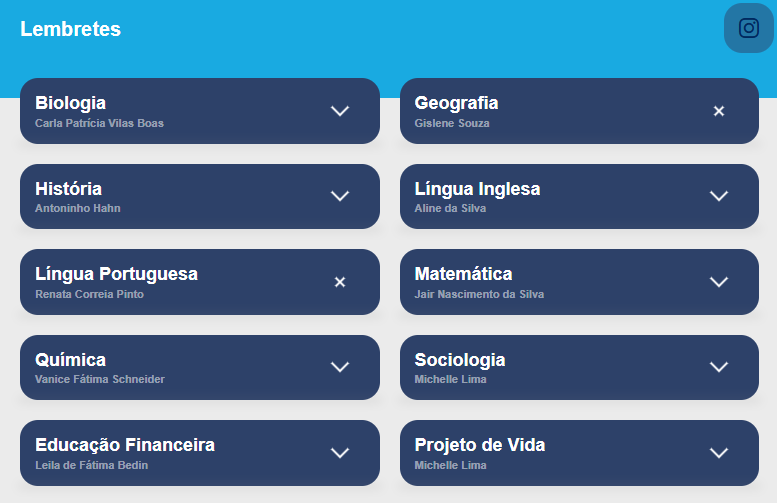 Lembretes
Biologia
Carla Patrícia Vilas Boas
Geografia
Gislene Souza
História
Antoninho Hahn
Língua Inglesa
Aline da Silva
Língua Portuguesa
Renata Correia Pinto
Matemática
Jair Nascimento da Silva
Química
Vanice Fátima Schneider
Sociologia
Michelle Lima
Educação Financeira
Leila de Fátima Bedin
Projeto de Vida
Michelle Lima